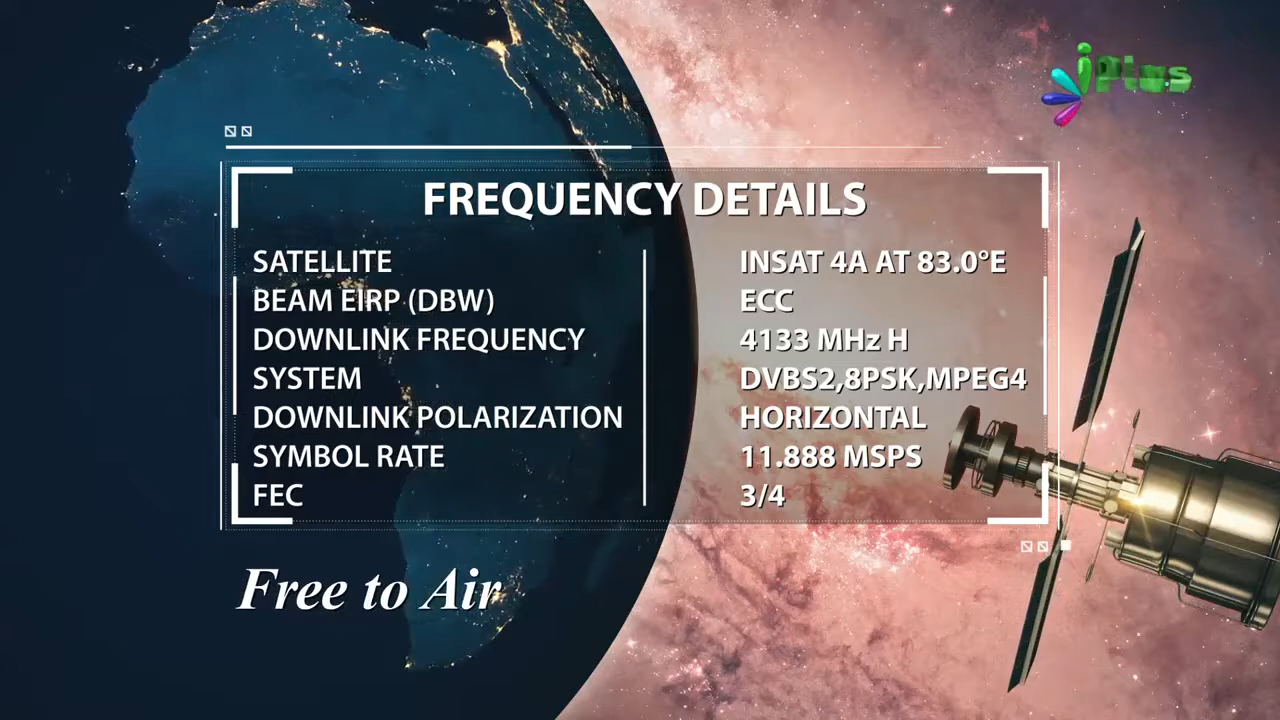 iPlus
FREQUENCY DETAILS
SATELLITE INSAT 4A AT 83.0°E
BEAM EIRP (DBW) ECC
DOWNLINK FREQUENCY 4133 MHz H
SYSTEM DVBS2,8PSK,MPEG4
DOWNLINK POLARIZATION HORIZONTAL
SYMBOL RATE 11.888 MSPS
FEC 3/4
Free to Air